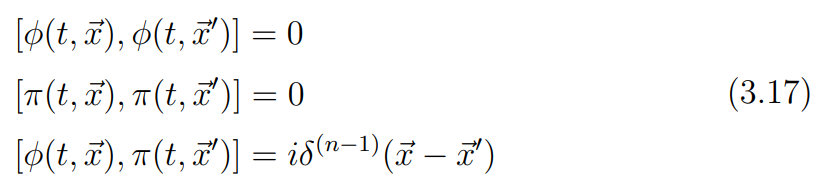 [ϕ(t, x⃗), ϕ(t, x⃗′)] = 0
[π(t, x⃗), π(t, x⃗′)] = 0 (3.17)
[ϕ(t, x⃗), π(t, x⃗′)] = iδ⁽ⁿ⁻¹⁾(x⃗ − x⃗′)